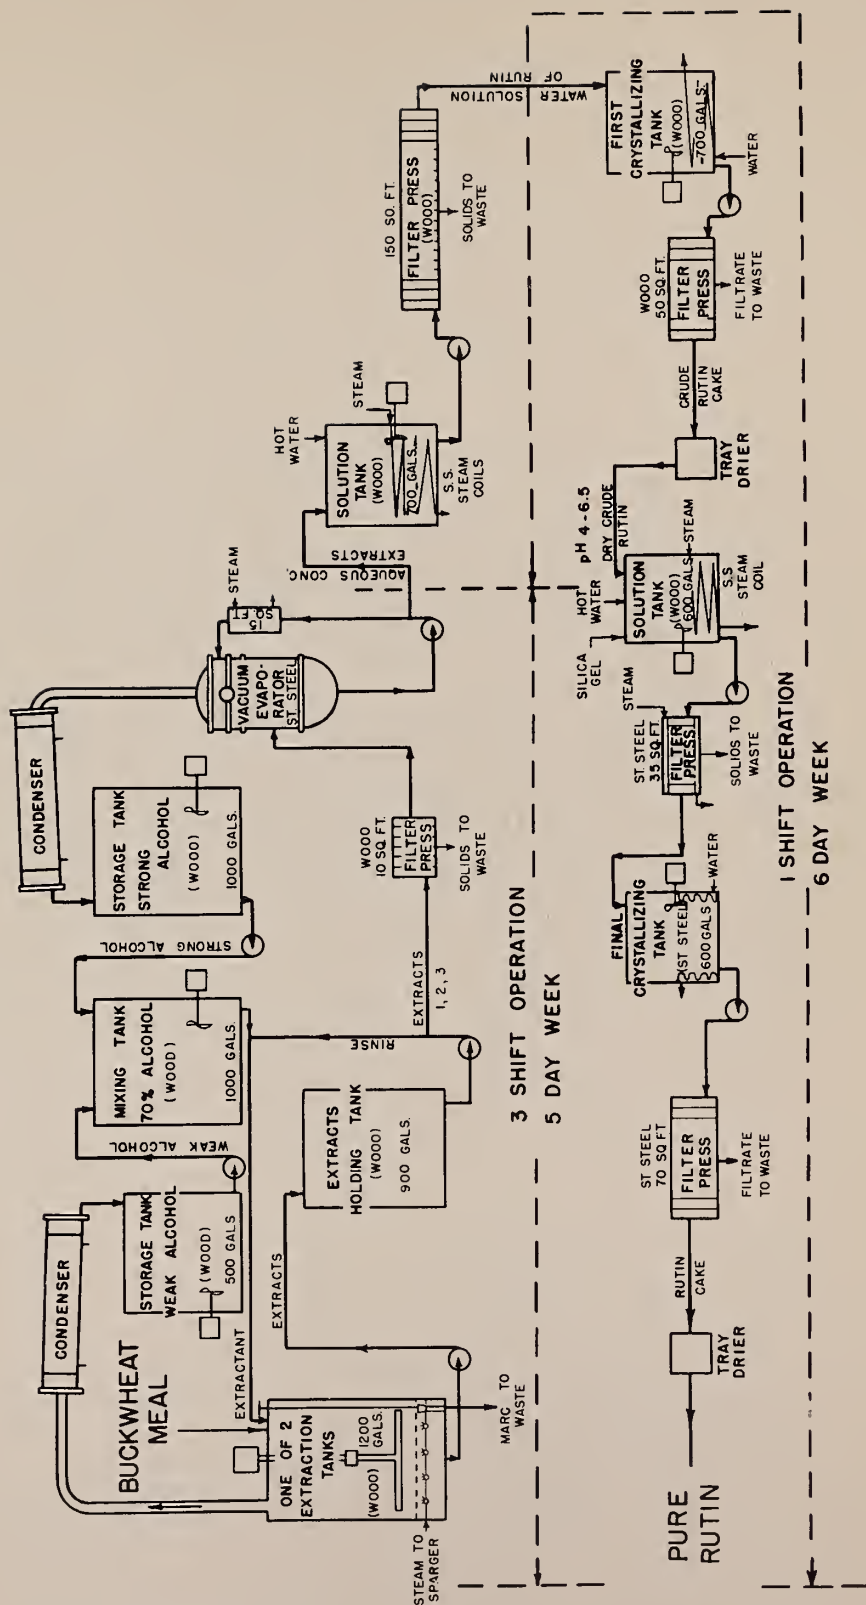 BUCKWHEAT
MEAL
CONDENSER
STORAGE TANK
WEAK ALCOHOL
(WOOD)
500 GALS
WEAK ALCOHOL
MIXING TANK
70% ALCOHOL
(WOOD)
1000 GALS.
STRONG ALCOHOL
CONDENSER
STORAGE TANK
STRONG
ALCOHOL
(WOOD)
1000 GALS.
EXTRACTANT
ONE OF 2
EXTRACTION
TANKS
1200
GALS.
(WOOD)
STEAM TO
SPARGER
MARC TO
WASTE
EXTRACTS
EXTRACTS
HOLDING TANK
(WOOD)
900 GALS.
RINSE
EXTRACTS
1, 2, 3
WOOD
10 SQ. FT.
FILTER
PRESS
SOLIDS TO
WASTE
VACUUM
EVAPO-
RATOR
ST. STEEL
15
SQ. FT.
STEAM
AQUEOUS CONC.
EXTRACTS
HOT
WATER
SOLUTION
TANK
(WOOD)
700 GALS.
STEAM
S.S.
STEAM
COILS
150 SQ. FT.
FILTER PRESS
(WOOD)
SOLIDS TO
WASTE
WATER SOLUTION
OF RUTIN
3 SHIFT OPERATION
5 DAY WEEK
FIRST
CRYSTALLIZING
TANK
(WOOD)
700 GALS.
WATER
WOOD
50 SQ. FT.
FILTER
PRESS
FILTRATE
TO WASTE
CRUDE
RUTIN
CAKE
TRAY
DRIER
pH 4-6.5
DRY CRUDE
RUTIN
HOT
WATER
SILICA
GEL
SOLUTION
TANK
(WOOD)
600 GALS.
STEAM
S.S
STEAM
COIL
STEAM
ST. STEEL
35 SQ. FT.
FILTER
PRESS
SOLIDS TO
WASTE
FINAL
CRYSTALLIZING
TANK
(ST STEEL)
600 GALS
WATER
ST STEEL
70 SQ FT
FILTER
PRESS
FILTRATE
TO WASTE
RUTIN
CAKE
TRAY
DRIER
PURE
RUTIN
1 SHIFT OPERATION
6 DAY WEEK